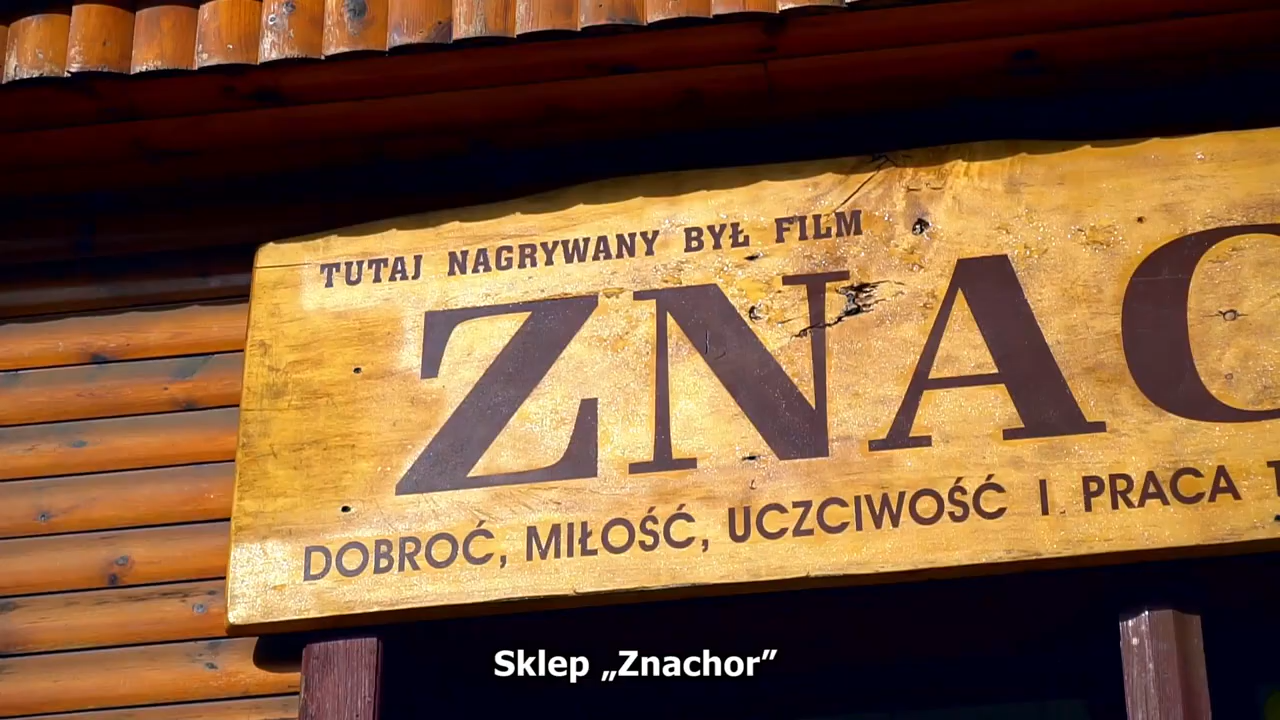 TUTAJ NAGRYWANY BYŁ FILM
ZNAC
DOBROĆ, MIŁOŚĆ, UCZCIWOŚĆ I PRACA
Sklep „Znachor”